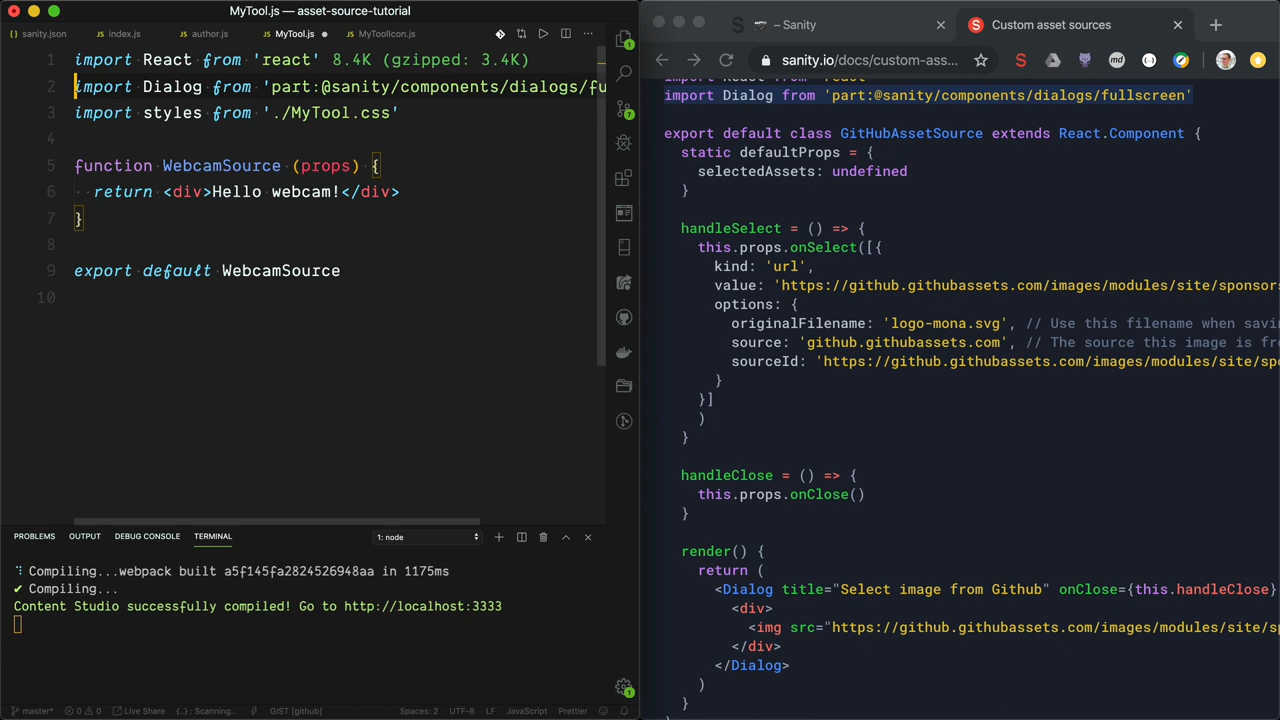 MyTool.js — asset-source-tutorial
sanity.json
index.js
author.js
MyTool.js
MyToolIcon.js
1 import React from 'react' 8.4K (gzipped: 3.4K)
2 import Dialog from 'part:@sanity/components/dialogs/fu
3 import styles from './MyTool.css'
4
5 function WebcamSource (props) {
6 return <div>Hello webcam!</div>
7 }
8
9 export default WebcamSource
10
PROBLEMS OUTPUT DEBUG CONSOLE TERMINAL
1: node
Compiling...webpack built a5f145fa2824526948aa in 1175ms
✔ Compiling...
Content Studio successfully compiled! Go to http://localhost:3333
master* 0 0 Live Share {..} : Scanning.. GIST [github] Spaces: 2 UTF-8 LF JavaScript Prettier
– Sanity
Custom asset sources
sanity.io/docs/custom-ass...
import React from 'react'
import Dialog from 'part:@sanity/components/dialogs/fullscreen'
export default class GitHubAssetSource extends React.Component {
static defaultProps = {
selectedAssets: undefined
}
handleSelect = () => {
this.props.onSelect([{
kind: 'url',
value: 'https://github.githubassets.com/images/modules/site/sponsors
options: {
originalFilename: 'logo-mona.svg', // Use this filename when savin
source: 'github.githubassets.com', // The source this image is fro
sourceId: 'https://github.githubassets.com/images/modules/site/spo
}
}]
)
}
handleClose = () => {
this.props.onClose()
}
render() {
return (
<Dialog title="Select image from Github" onClose={this.handleClose}
<div>
<img src="https://github.githubassets.com/images/modules/site/sp
</div>
</Dialog>
)
}